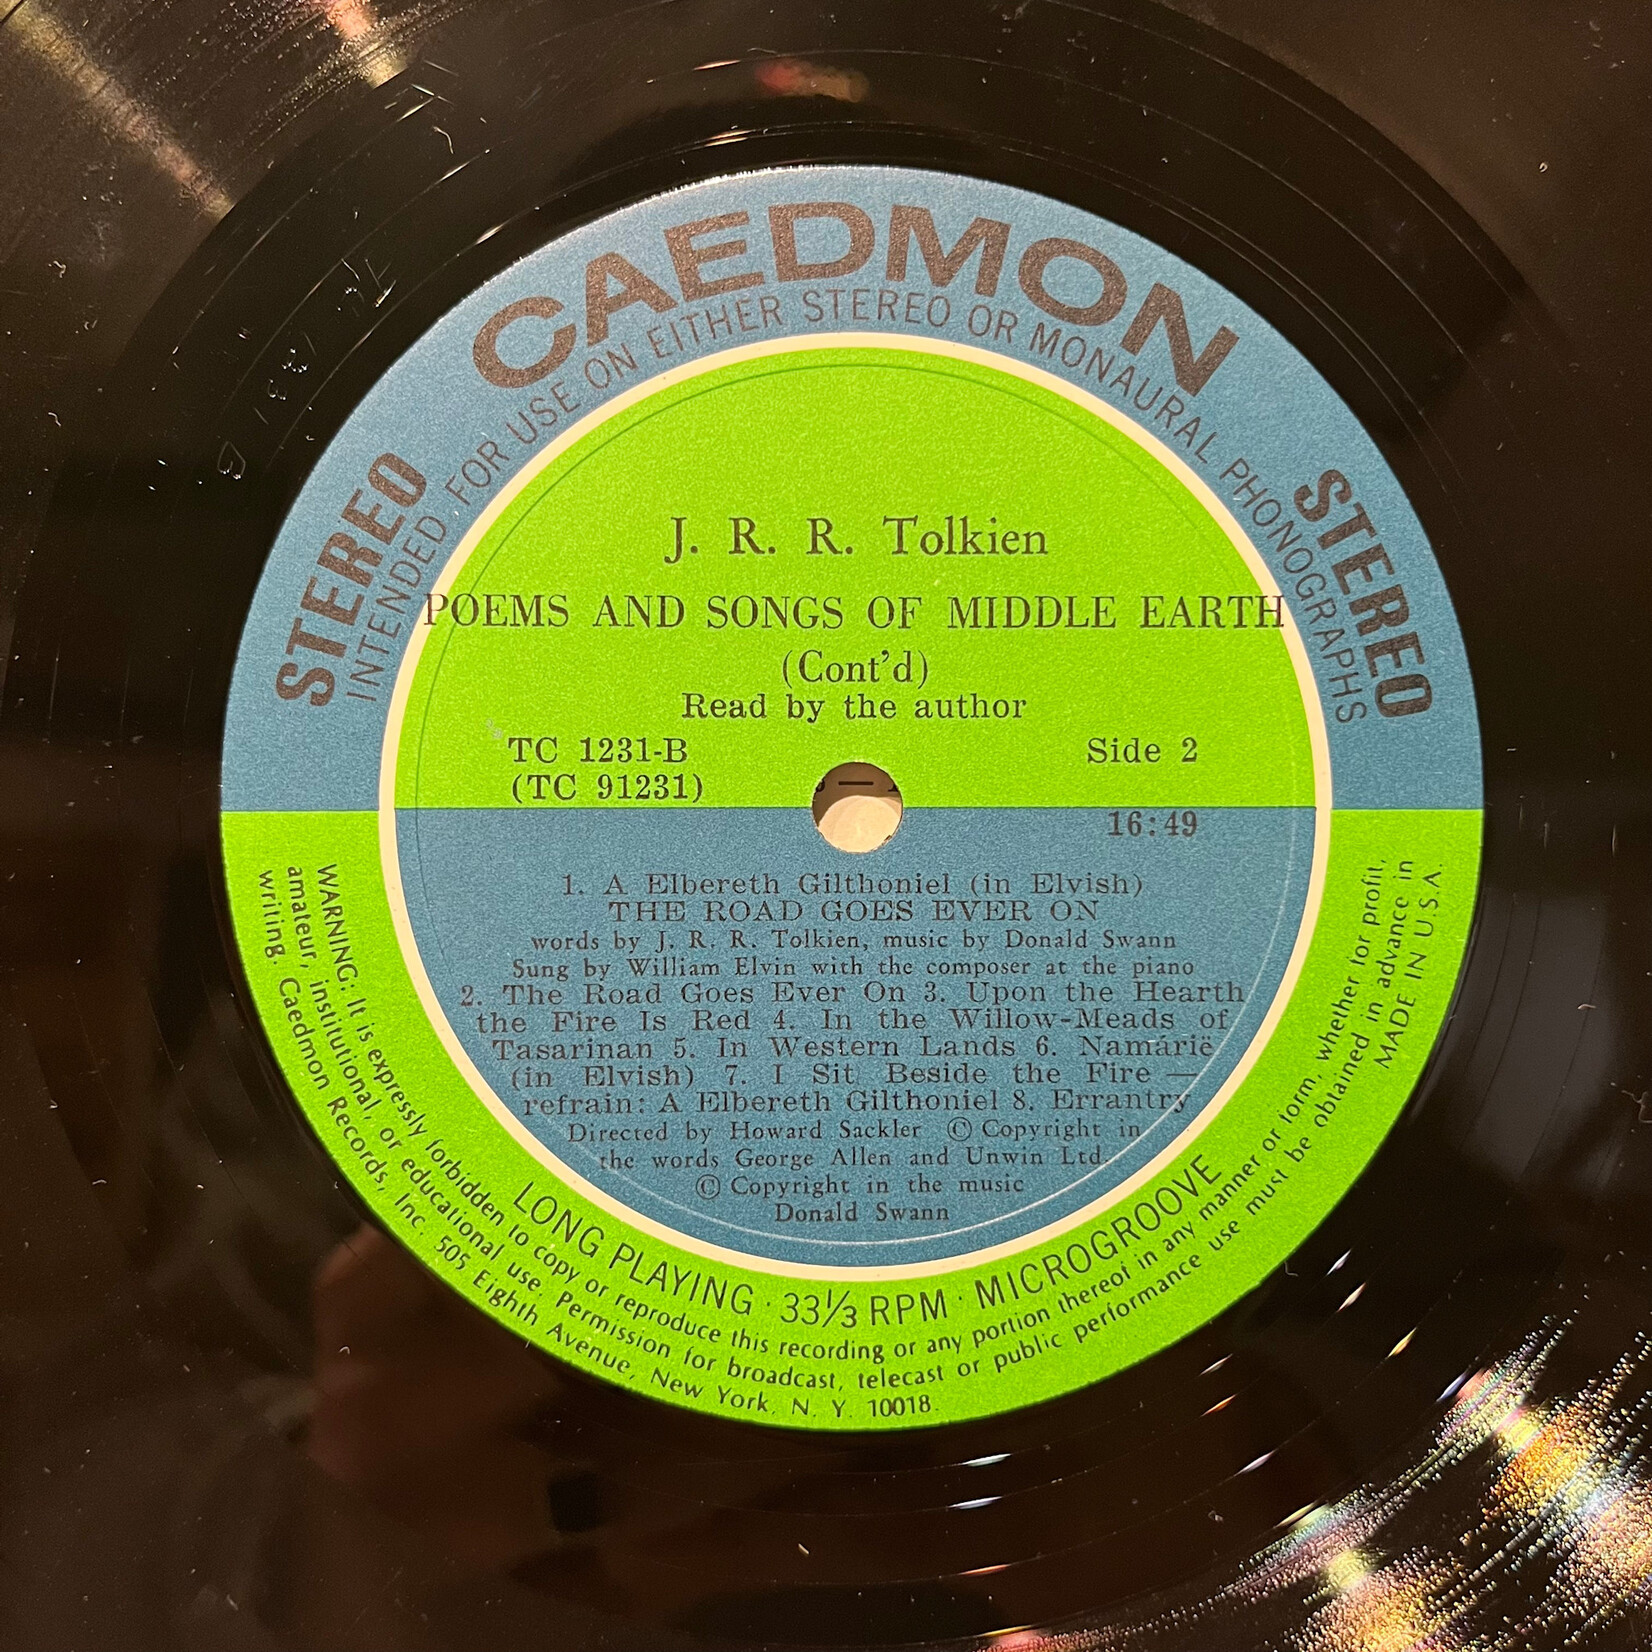 CAEDMON
STEREO
STEREO
INTENDED FOR USE ON EITHER STEREO OR MONAURAL PHONOGRAPHS
J. R. R. Tolkien
POEMS AND SONGS OF MIDDLE EARTH
(Cont'd)
Read by the author
TC 1231-B
Side 2
(TC 91231)
16:49
1. A Elbereth Gilthoniel (in Elvish)
THE ROAD GOES EVER ON
words by J. R. R. Tolkien, music by Donald Swann
Sung by William Elvin with the composer at the piano
2. The Road Goes Ever On 3. Upon the Hearth
the Fire Is Red 4. In the Willow-Meads of
Tasarinan 5. In Western Lands 6. Namárië
(in Elvish) 7. I Sit Beside the Fire —
refrain: A Elbereth Gilthoniel 8. Errantry
Directed by Howard Sackler © Copyright in
the words George Allen and Unwin Ltd.
© Copyright in the music
Donald Swann
LONG PLAYING · 33⅓ RPM · MICROGROOVE
WARNING: It is expressly forbidden to copy or reproduce this recording or any portion thereof in any manner or form, whether for profit,
amateur, institutional, or educational use. Permission for broadcast, telecast or public performance use must be obtained in advance in
writing. Caedmon Records, Inc. 505 Eighth Avenue, New York, N. Y. 10018.
MADE IN U.S.A.